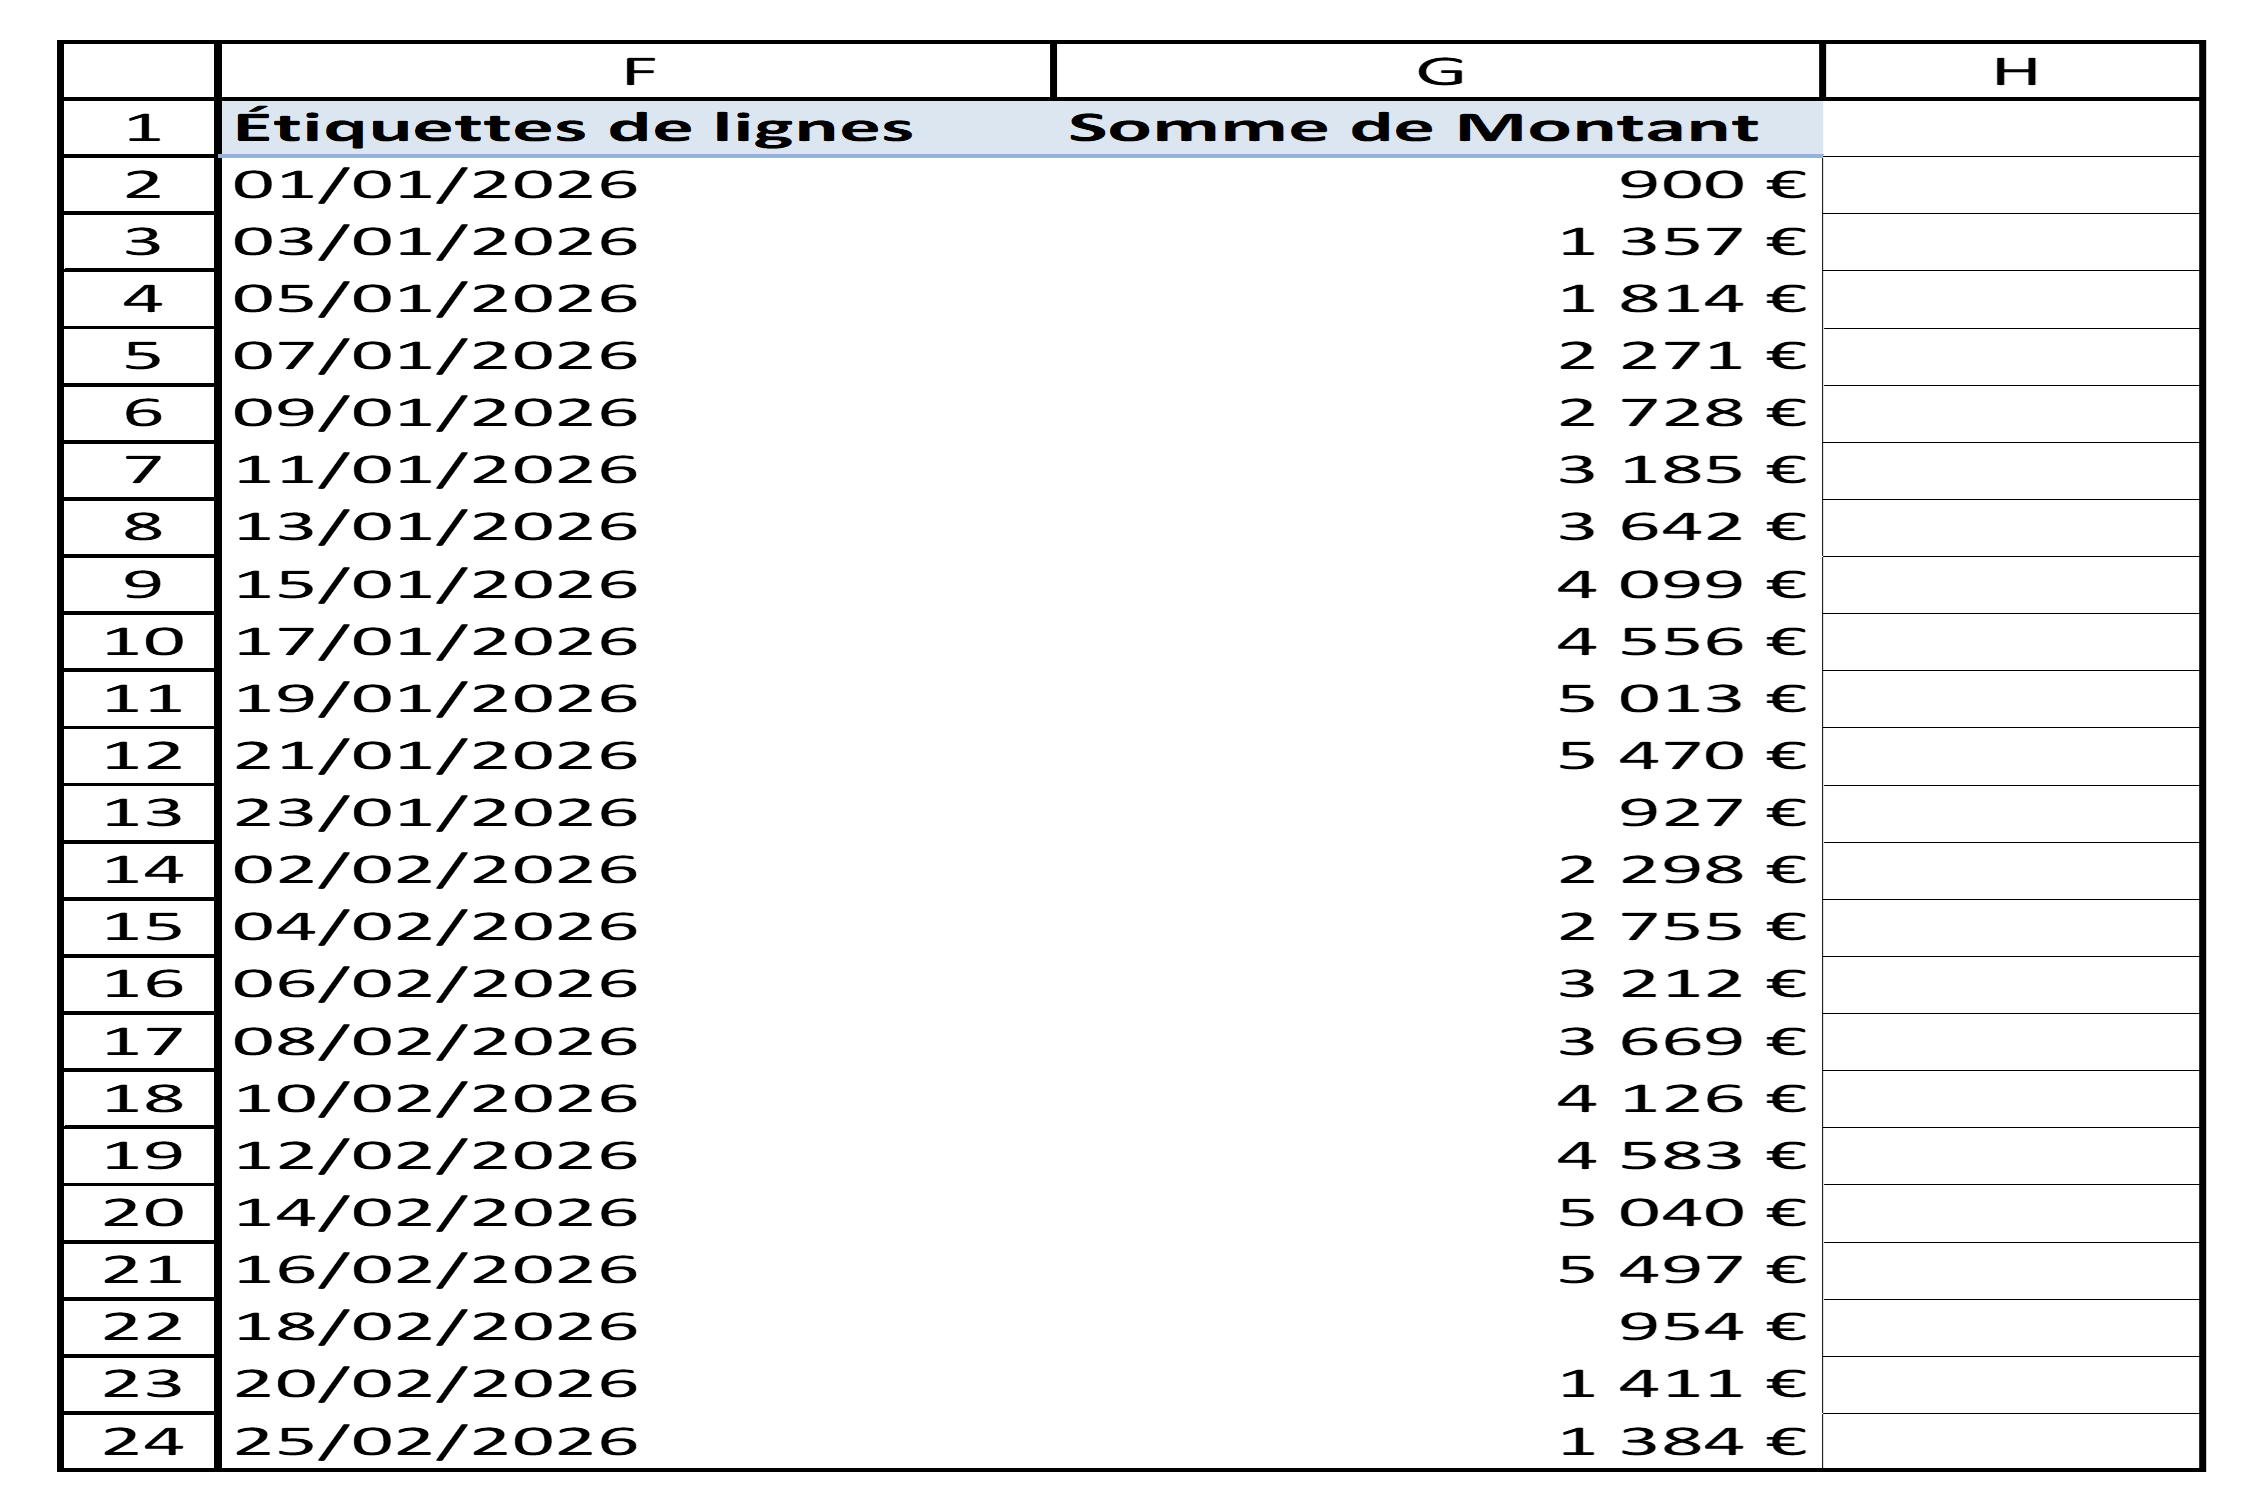 F G H
1 Étiquettes de lignes Somme de Montant
2 01/01/2026 900 €
3 03/01/2026 1 357 €
4 05/01/2026 1 814 €
5 07/01/2026 2 271 €
6 09/01/2026 2 728 €
7 11/01/2026 3 185 €
8 13/01/2026 3 642 €
9 15/01/2026 4 099 €
10 17/01/2026 4 556 €
11 19/01/2026 5 013 €
12 21/01/2026 5 470 €
13 23/01/2026 927 €
14 02/02/2026 2 298 €
15 04/02/2026 2 755 €
16 06/02/2026 3 212 €
17 08/02/2026 3 669 €
18 10/02/2026 4 126 €
19 12/02/2026 4 583 €
20 14/02/2026 5 040 €
21 16/02/2026 5 497 €
22 18/02/2026 954 €
23 20/02/2026 1 411 €
24 25/02/2026 1 384 €